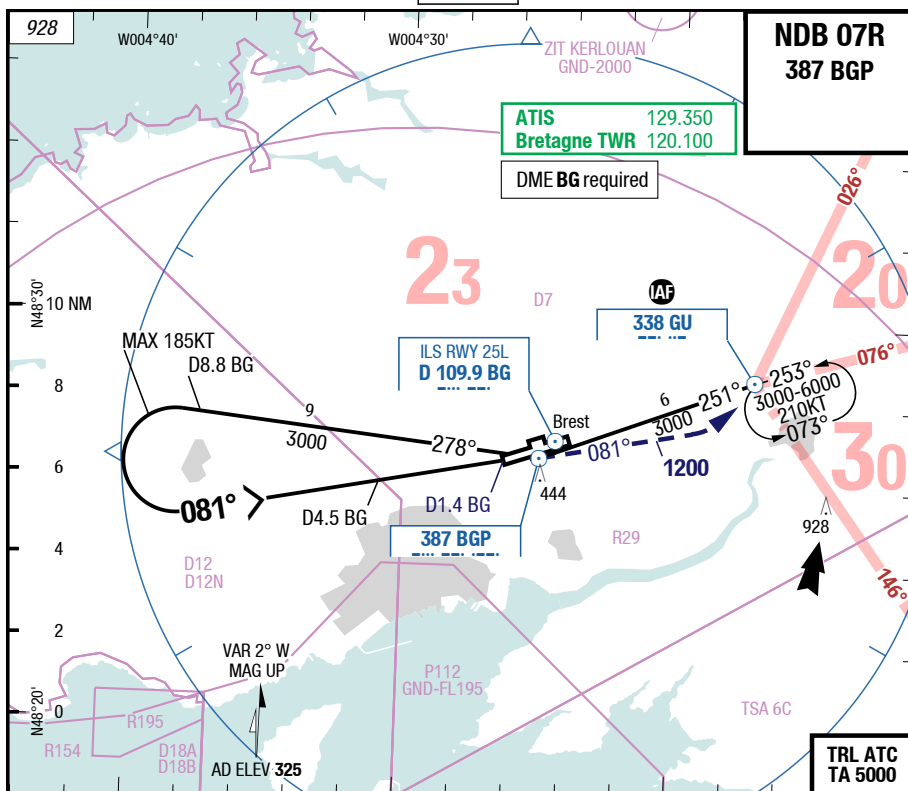 928
W004°40'
W004°30'
ZIT KERLOUAN
GND-2000
NDB 07R
387 BGP
ATIS 129.350
Bretagne TWR 120.100
DME BG required
026°
23
20
N48°30'
10 NM
D7
IAF
338 GU
MAX 185KT
D8.8 BG
ILS RWY 25L
D 109.9 BG
076°
8
9
3000
278°
Brest
6
3000
251°
253°
3000-6000
210KT
073°
081°
1200
6
081°
D4.5 BG
D1.4 BG
444
30
387 BGP
R29
928
4
D12
D12N
146°
2
VAR 2° W
MAG UP
P112
GND-FL195
N48°20'
0
R195
R154
D18A
D18B
TSA 6C
AD ELEV 325
TRL ATC
TA 5000